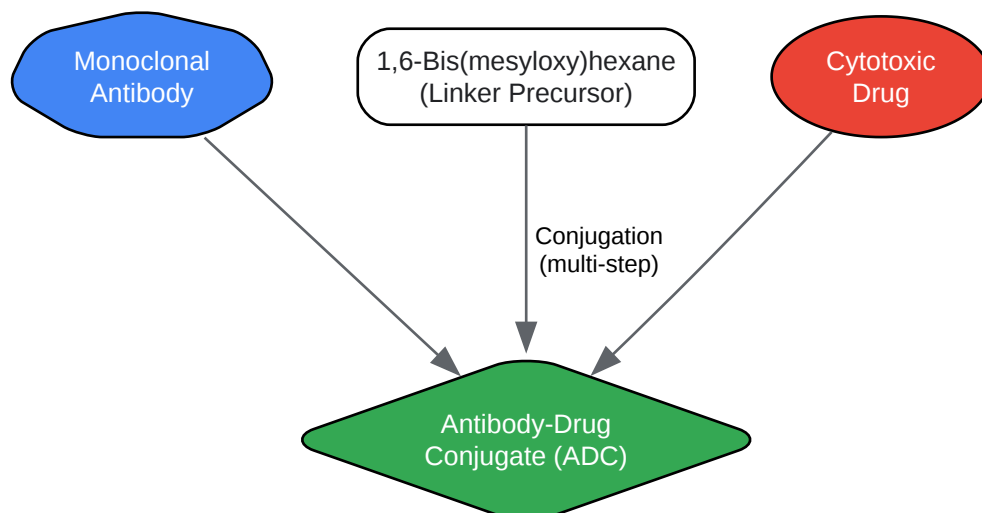 Monoclonal
Antibody
1,6-Bis(mesyloxy)hexane
(Linker Precursor)
Cytotoxic
Drug
Conjugation
(multi-step)
Antibody-Drug
Conjugate (ADC)